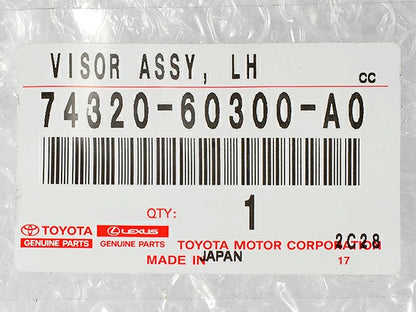 VISOR ASSY, LH
CC
74320-60300-A0
QTY: 1
TOYOTA LEXUS
GENUINE PARTS GENUINE PARTS TOYOTA MOTOR CORPORATION 2G28
MADE IN JAPAN 17